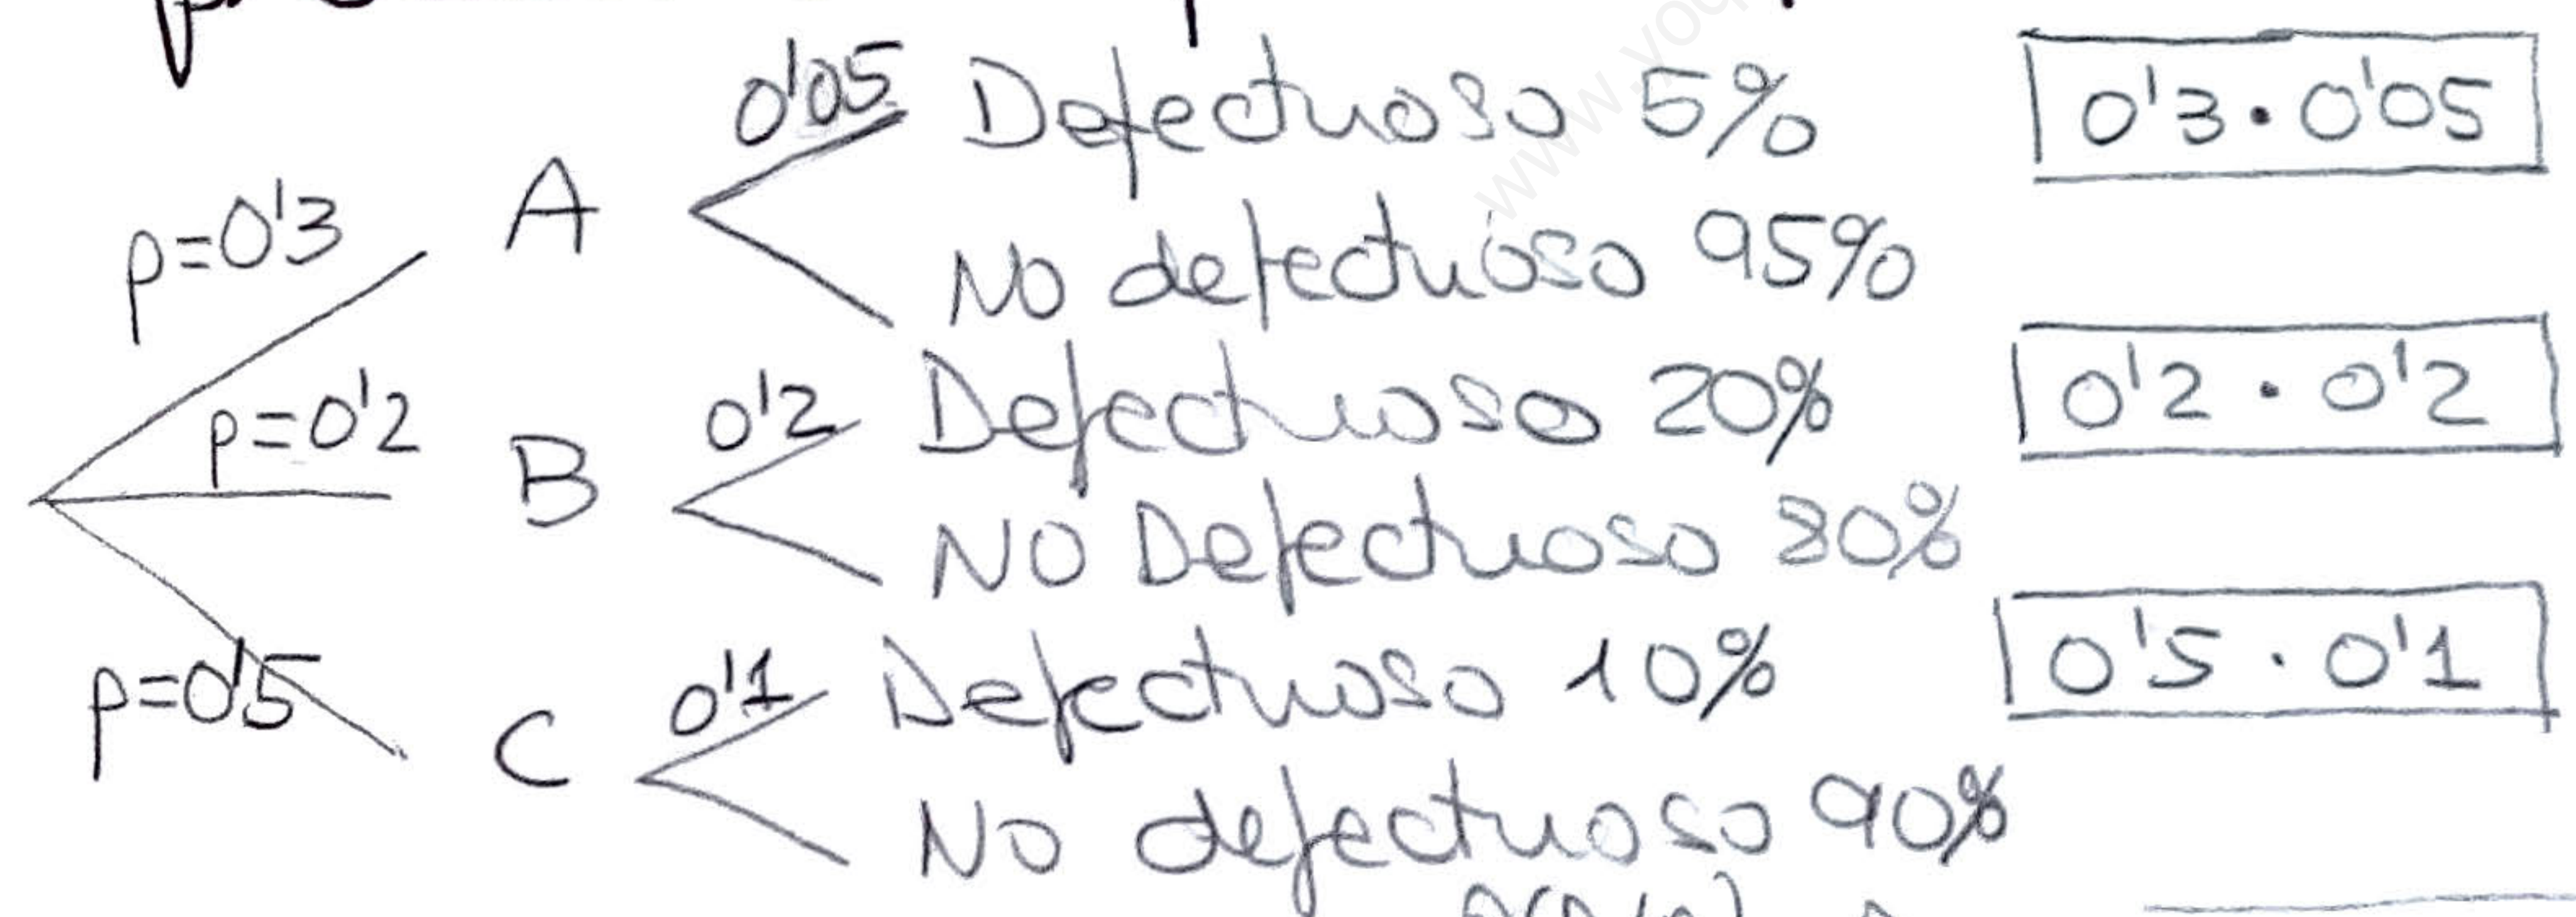 0'05 Defectuoso 5% 0'3 · 0'05
p=0'3 A
No defectuoso 95%
p=0'2 B 0'2 Defectuoso 20% 0'2 · 0'2
NO Defectuoso 80%
p=0'5 C 0'1 Defectuoso 10% 0'5 · 0'1
No defectuoso 90%